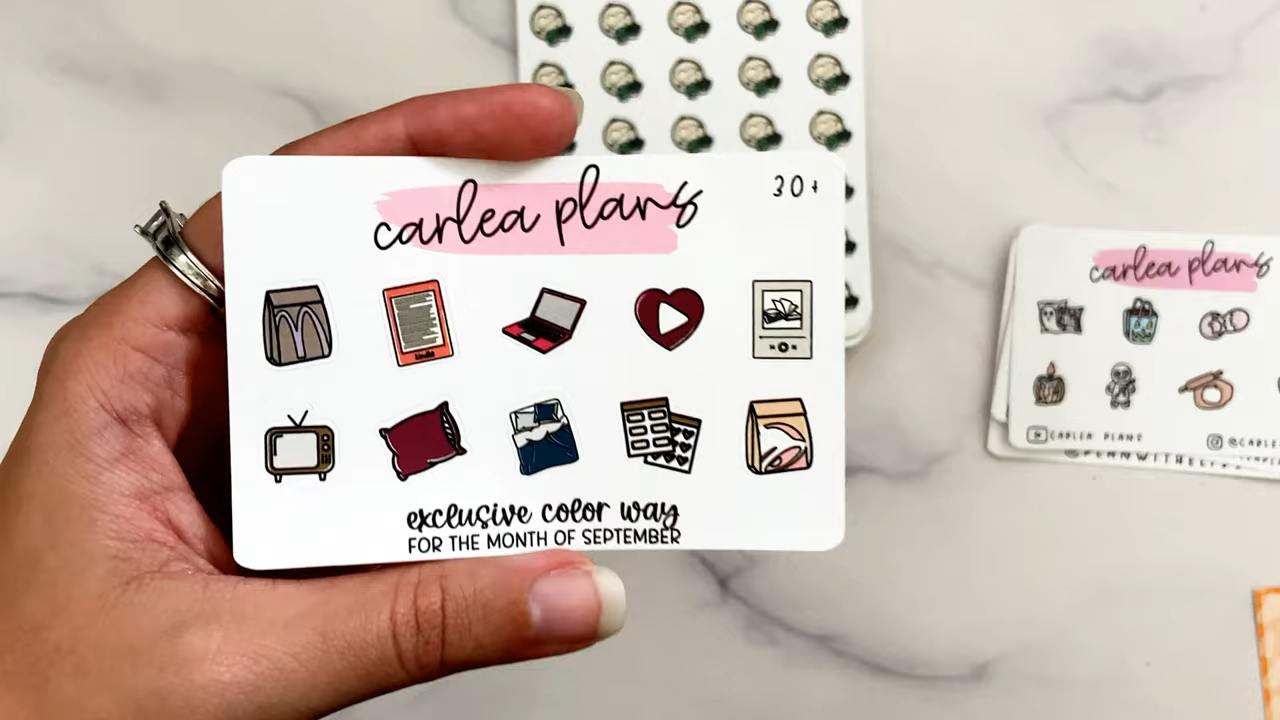 carlea plans
30+
kindle
exclusive color way
FOR THE MONTH OF SEPTEMBER
carlea plans
CARLEA PLANS